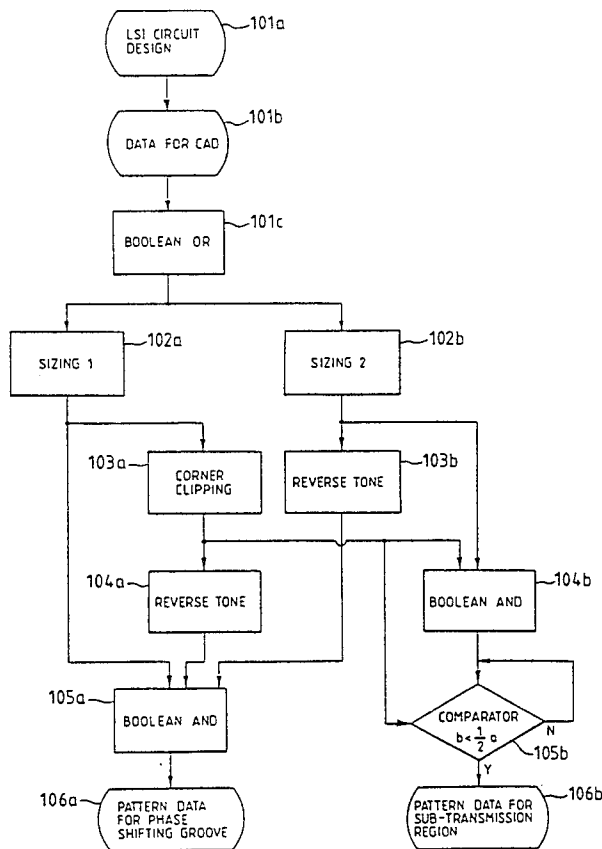 LSI CIRCUIT
DESIGN
101a
DATA FOR CAD
101b
BOOLEAN OR
101c
SIZING 1
102a
SIZING 2
102b
103a
CORNER
CLIPPING
REVERSE TONE
103b
104a
REVERSE TONE
BOOLEAN AND
104b
105a
BOOLEAN AND
COMPARATOR
b < 1/2 a
N
105b
Y
106a
PATTERN DATA
FOR PHASE
SHIFTING GROOVE
PATTERN DATA FOR
SUB-TRANSMISSION
REGION
106b